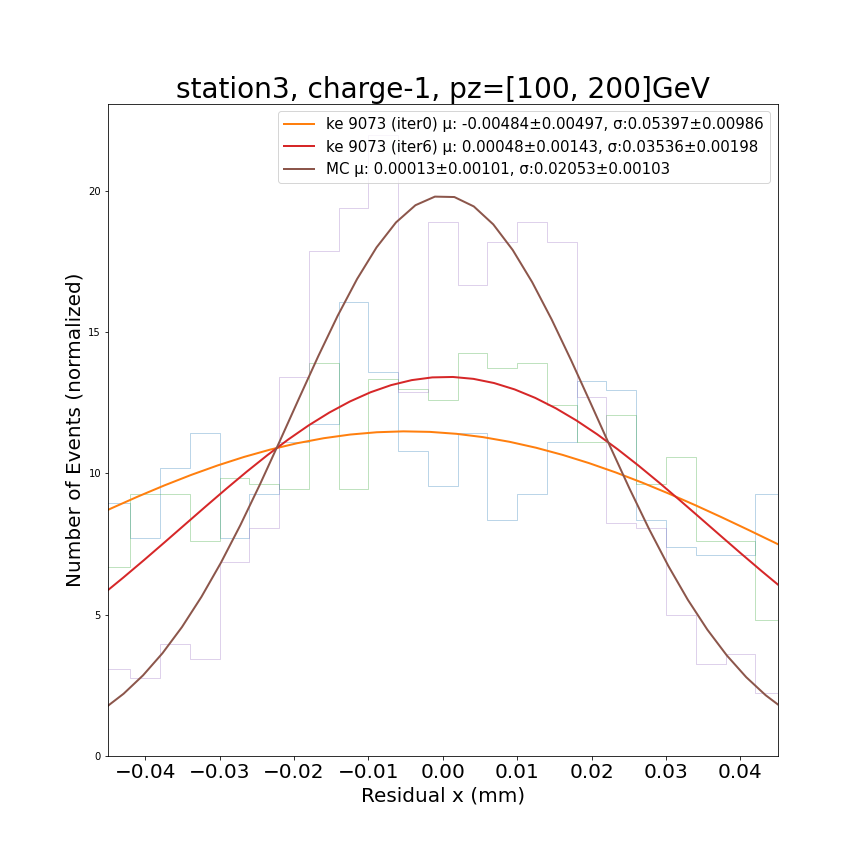 station3, charge-1, pz=[100, 200]GeV
ke 9073 (iter0) μ: -0.00484±0.00497, σ:0.05397±0.00986
ke 9073 (iter6) μ: 0.00048±0.00143, σ:0.03536±0.00198
MC μ: 0.00013±0.00101, σ:0.02053±0.00103
20
15
10
5
0
Number of Events (normalized)
−0.04 −0.03 −0.02 −0.01 0.00 0.01 0.02 0.03 0.04
Residual x (mm)